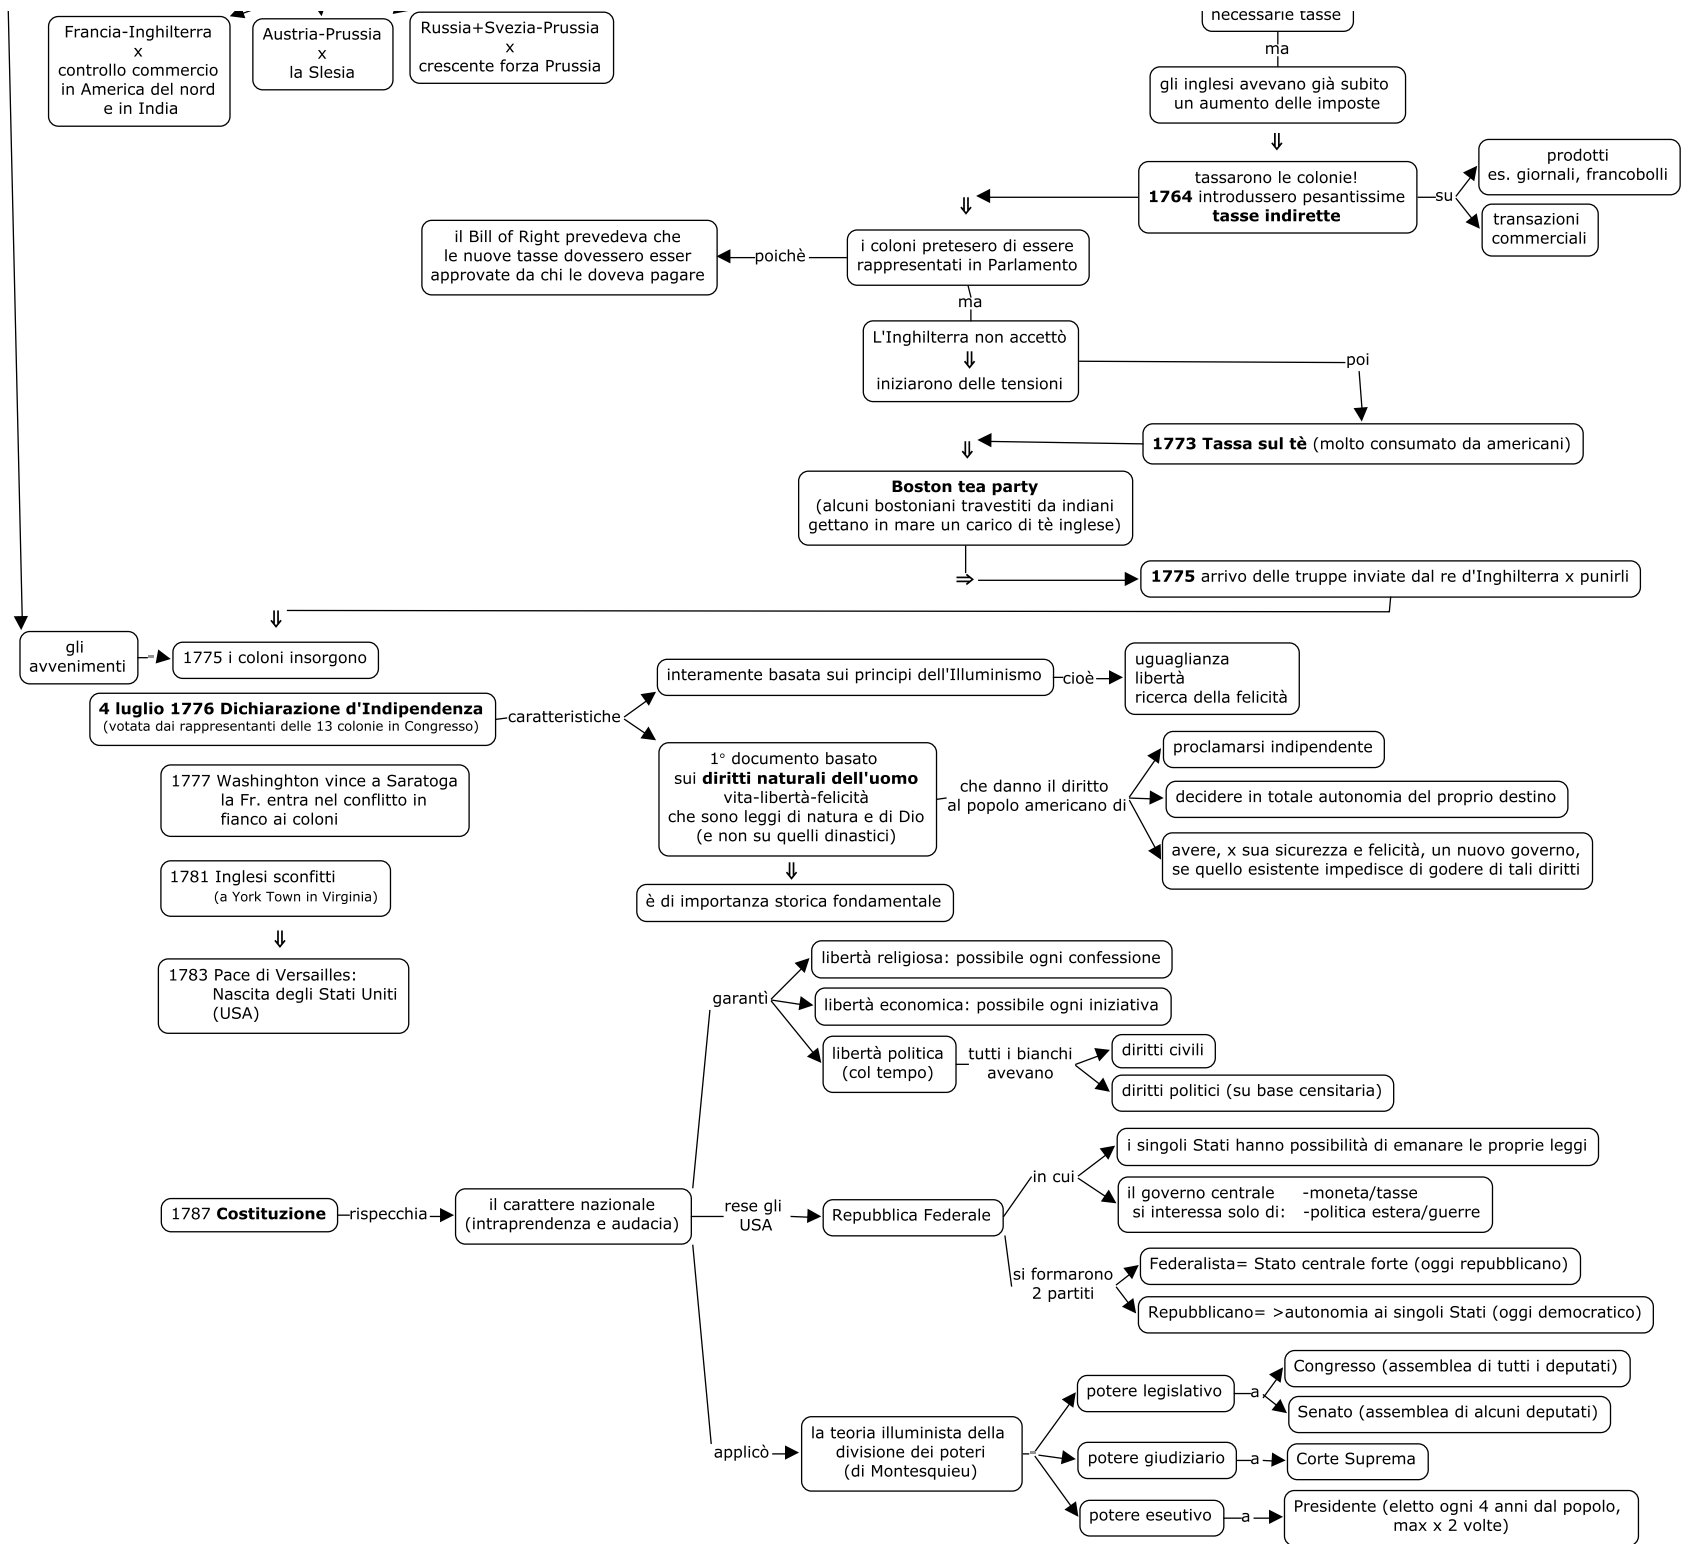 Francia-Inghilterra
x
controllo commercio
in America del nord
e in India
Austria-Prussia
x
la Slesia
Russia+Svezia-Prussia
x
crescente forza Prussia
necessarie tasse
ma
gli inglesi avevano già subito
un aumento delle imposte
⇓
tassarono le colonie!
1764 introdussero pesantissime
tasse indirette
su
prodotti
es. giornali, francobolli
transazioni
commerciali
⇓
i coloni pretesero di essere
rappresentati in Parlamento
poichè
il Bill of Right prevedeva che
le nuove tasse dovessero esser
approvate da chi le doveva pagare
ma
L'Inghilterra non accettò
⇓
iniziarono delle tensioni
poi
1773 Tassa sul tè (molto consumato da americani)
⇓
Boston tea party
(alcuni bostoniani travestiti da indiani
gettano in mare un carico di tè inglese)
⇒
1775 arrivo delle truppe inviate dal re d'Inghilterra x punirli
⇓
gli
avvenimenti
=
1775 i coloni insorgono
4 luglio 1776 Dichiarazione d'Indipendenza
(votata dai rappresentanti delle 13 colonie in Congresso)
caratteristiche
interamente basata sui principi dell'Illuminismo
cioè
uguaglianza
libertà
ricerca della felicità
1° documento basato
sui diritti naturali dell'uomo
vita-libertà-felicità
che sono leggi di natura e di Dio
(e non su quelli dinastici)
che danno il diritto
al popolo americano di
proclamarsi indipendente
decidere in totale autonomia del proprio destino
avere, x sua sicurezza e felicità, un nuovo governo,
se quello esistente impedisce di godere di tali diritti
⇓
è di importanza storica fondamentale
1777 Washinghton vince a Saratoga
la Fr. entra nel conflitto in
fianco ai coloni
1781 Inglesi sconfitti
(a York Town in Virginia)
⇓
1783 Pace di Versailles:
Nascita degli Stati Uniti
(USA)
1787 Costituzione
rispecchia
il carattere nazionale
(intraprendenza e audacia)
garantì
libertà religiosa: possibile ogni confessione
libertà economica: possibile ogni iniziativa
libertà politica
(col tempo)
tutti i bianchi
avevano
diritti civili
diritti politici (su base censitaria)
rese gli
USA
Repubblica Federale
in cui
i singoli Stati hanno possibilità di emanare le proprie leggi
il governo centrale -moneta/tasse
si interessa solo di: -politica estera/guerre
si formarono
2 partiti
Federalista= Stato centrale forte (oggi repubblicano)
Repubblicano= >autonomia ai singoli Stati (oggi democratico)
applicò
la teoria illuminista della
divisione dei poteri
(di Montesquieu)
=
potere legislativo
a
Congresso (assemblea di tutti i deputati)
Senato (assemblea di alcuni deputati)
potere giudiziario
a
Corte Suprema
potere eseutivo
a
Presidente (eletto ogni 4 anni dal popolo,
max x 2 volte)